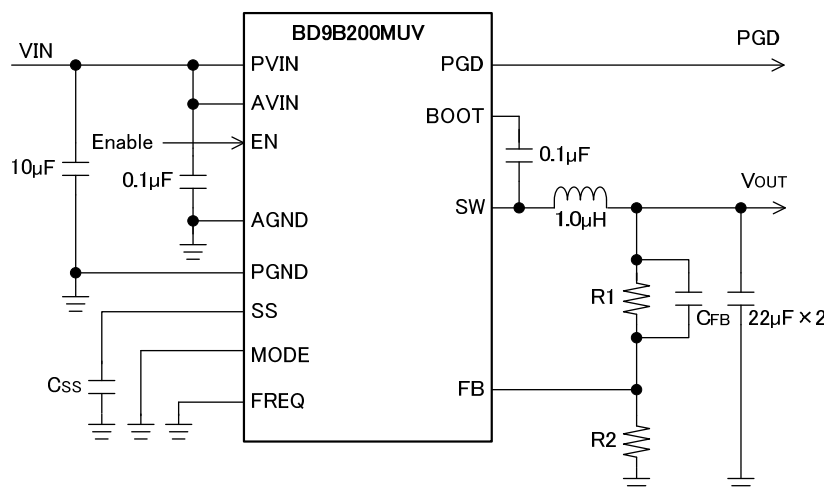 BD9B200MUV
VIN
PVIN
PGD
PGD
AVIN
BOOT
Enable
EN
10µF
0.1µF
0.1µF
SW
1.0µH
VOUT
AGND
PGND
SS
R1
CFB
22µF×2
MODE
CSS
FREQ
FB
R2